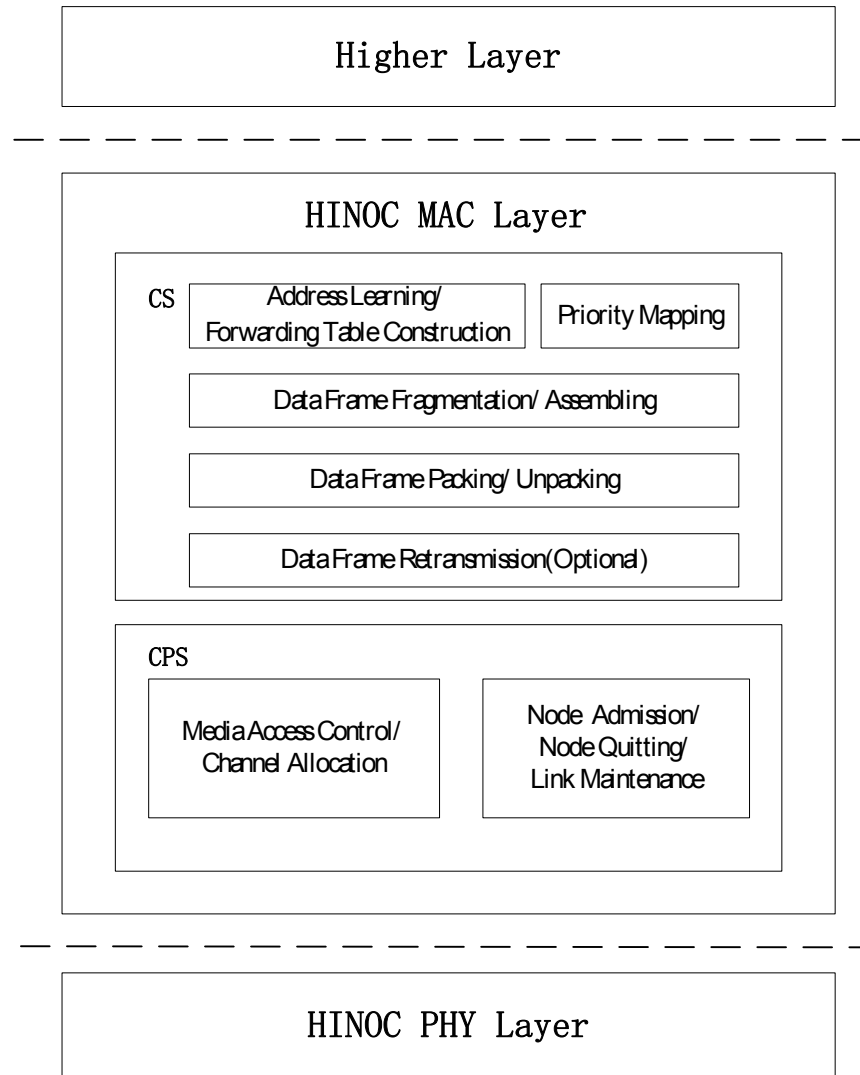 Higher Layer
HINOC MAC Layer
CS
Address Learning/
Forwarding Table Construction
Priority Mapping
Data Frame Fragmentation/ Assembling
Data Frame Packing/ Unpacking
Data Frame Retransmission(Optional)
CPS
Media Access Control/
Channel Allocation
Node Admission/
Node Quitting/
Link Maintenance
HINOC PHY Layer